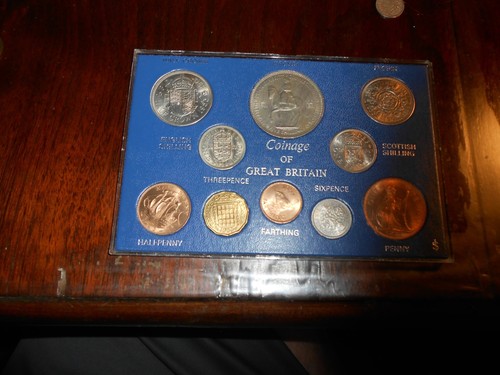 ENGLISH
SHILLING
Coinage
OF
GREAT BRITAIN
SCOTTISH
SHILLING
THREEPENCE
SIXPENCE
HALF-PENNY
FARTHING
PENNY